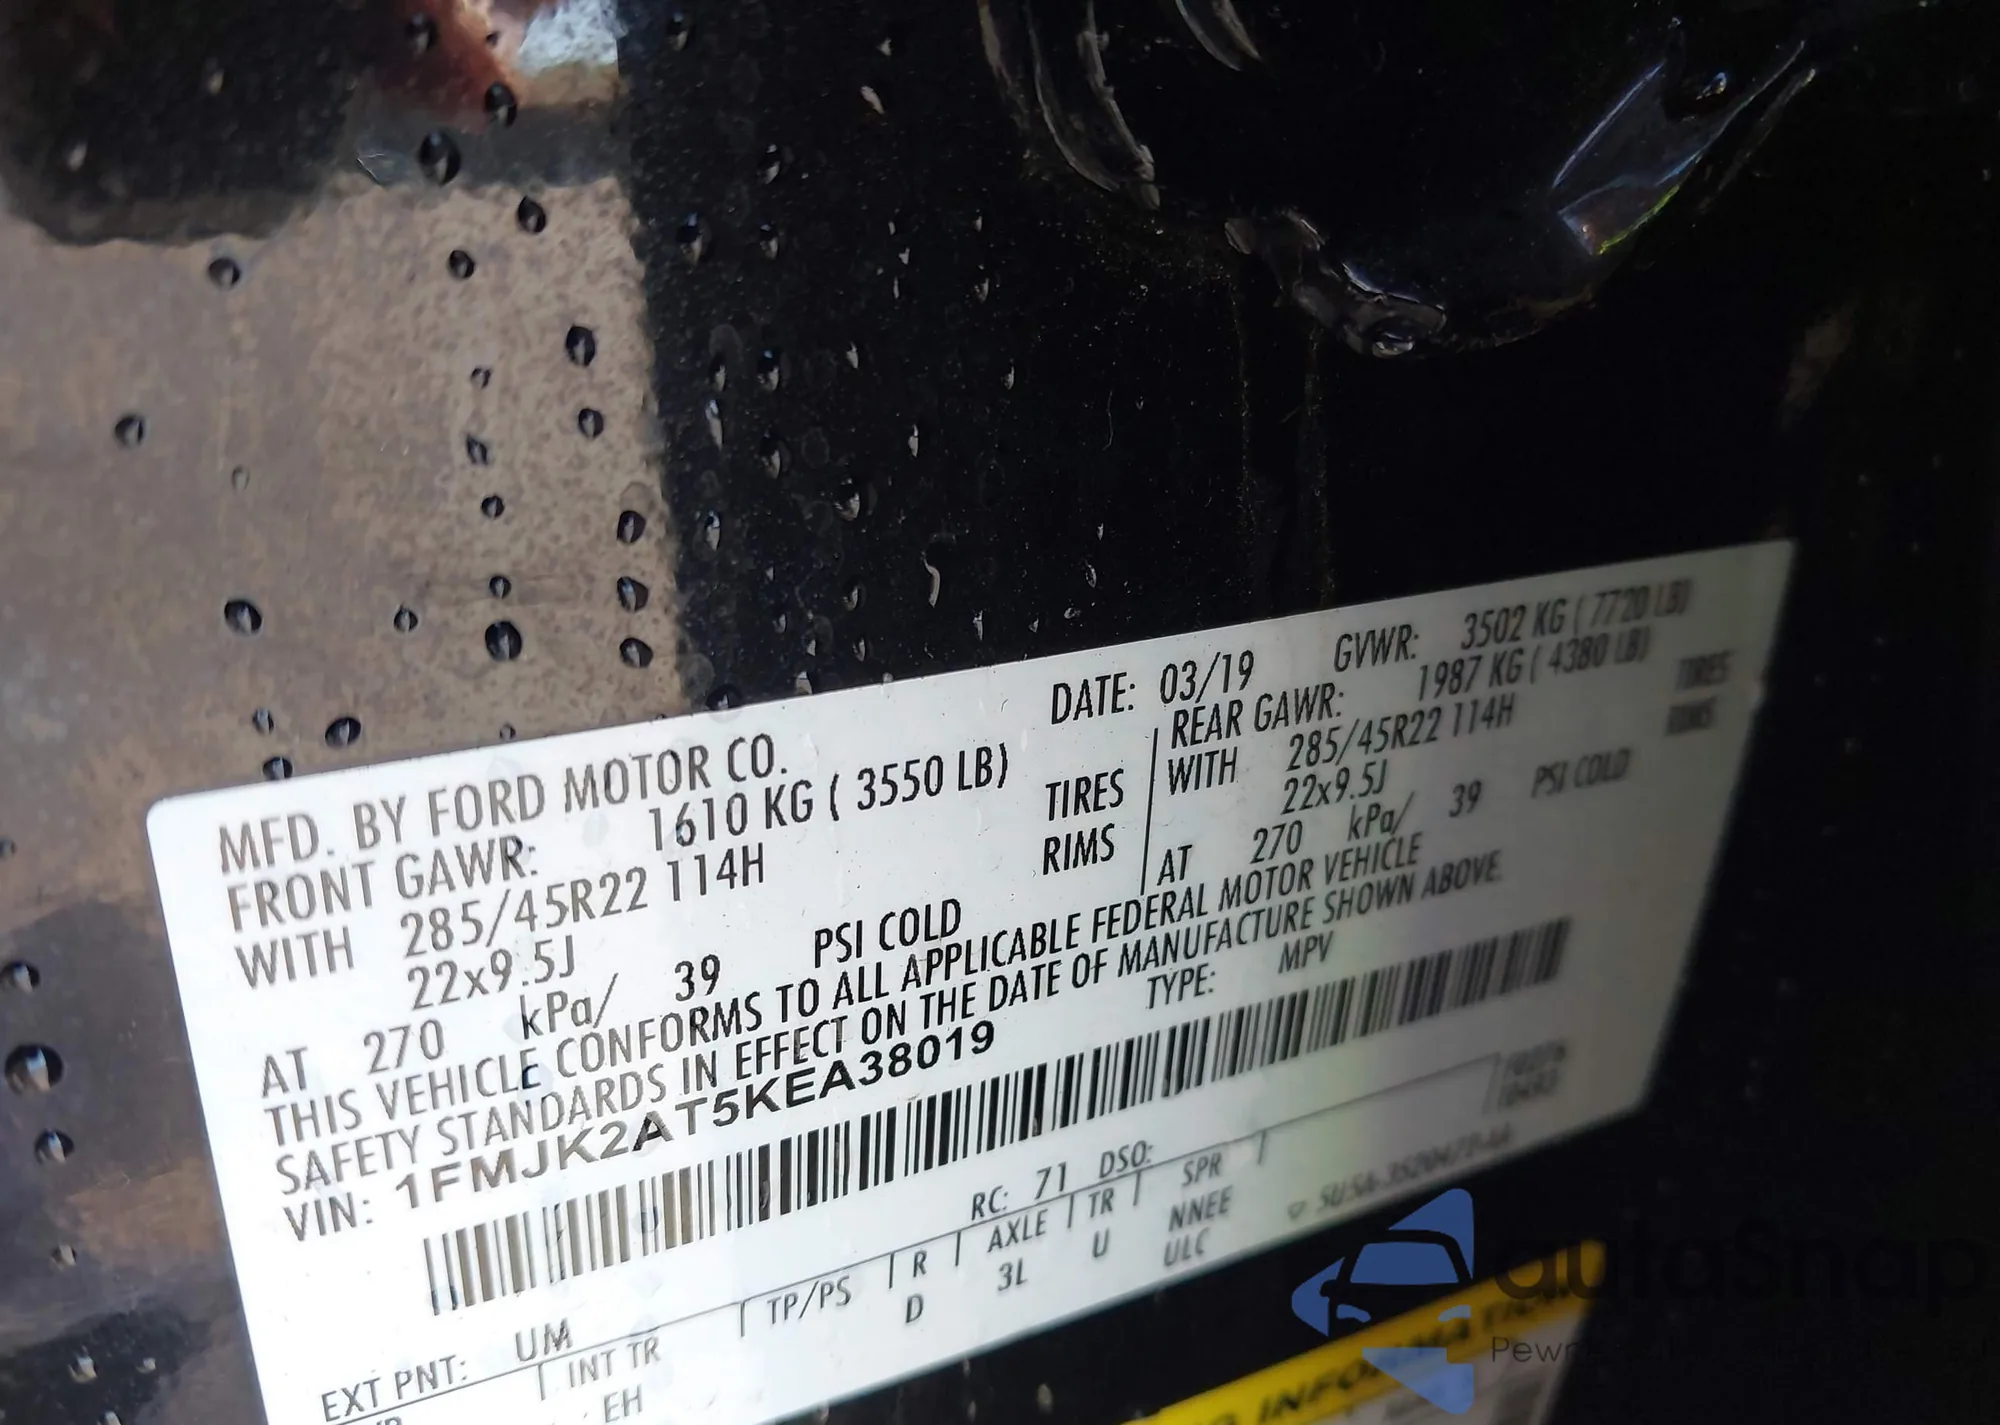 MFD. BY FORD MOTOR CO.
DATE: 03/19
GVWR: 3502 KG ( 7720 LB)
FRONT GAWR: 1610 KG ( 3550 LB)
REAR GAWR: 1987 KG ( 4380 LB)
WITH 285/45R22 114H TIRES
WITH 285/45R22 114H TIRES
22x9.5J RIMS
22x9.5J RIMS
AT 270 kPa/ 39 PSI COLD
AT 270 kPa/ 39 PSI COLD
THIS VEHICLE CONFORMS TO ALL APPLICABLE FEDERAL MOTOR VEHICLE
SAFETY STANDARDS IN EFFECT ON THE DATE OF MANUFACTURE SHOWN ABOVE.
VIN: 1FMJK2AT5KEA38019
TYPE: MPV
EXT PNT: UM
RC: 71 DSO:
INT TR TP/PS R AXLE TR SPR
EH D 3L U NNEE
ULC
INFORMATION
autosnap